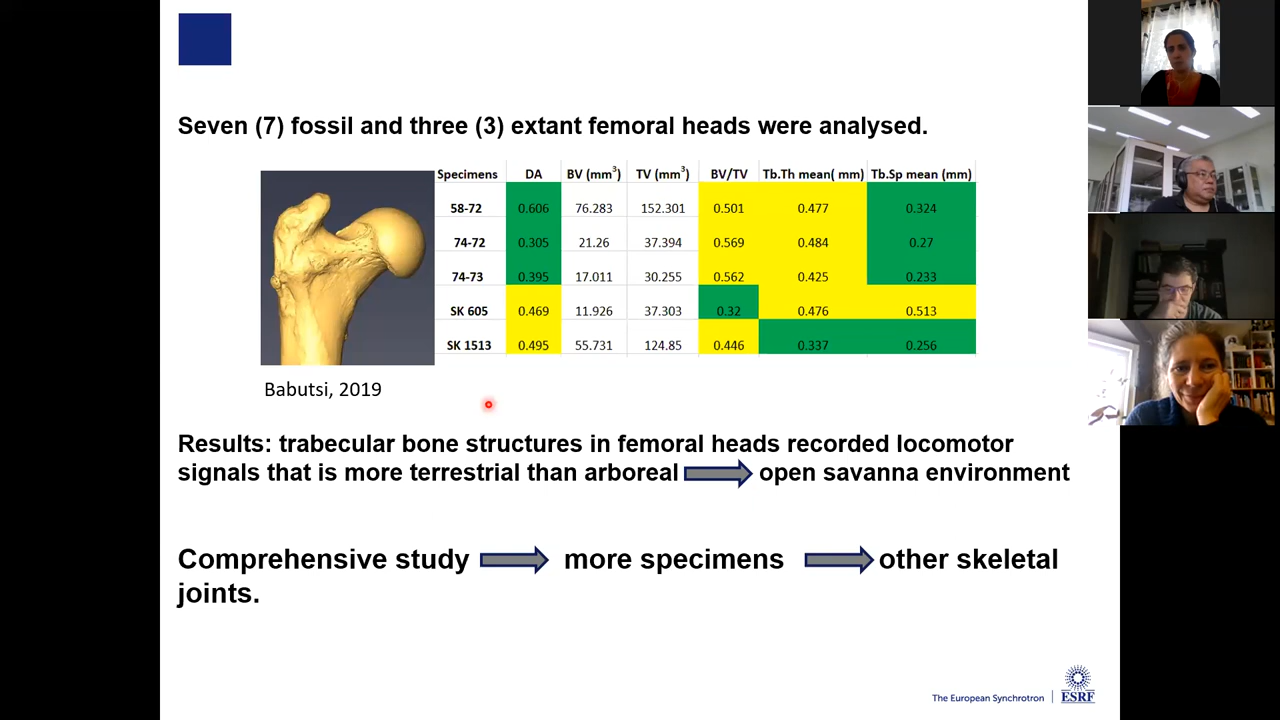 Seven (7) fossil and three (3) extant femoral heads were analysed.
Specimens DA BV (mm³) TV (mm³) BV/TV Tb.Th mean( mm) Tb.Sp mean (mm)
58-72 0.606 76.283 152.301 0.501 0.477 0.324
74-72 0.305 21.26 37.394 0.569 0.484 0.27
74-73 0.395 17.011 30.255 0.562 0.425 0.233
SK 605 0.469 11.926 37.303 0.32 0.476 0.513
SK 1513 0.495 55.731 124.85 0.446 0.337 0.256
Babutsi, 2019
Results: trabecular bone structures in femoral heads recorded locomotor
signals that is more terrestrial than arboreal open savanna environment
Comprehensive study more specimens other skeletal
joints.
The European Synchrotron ESRF